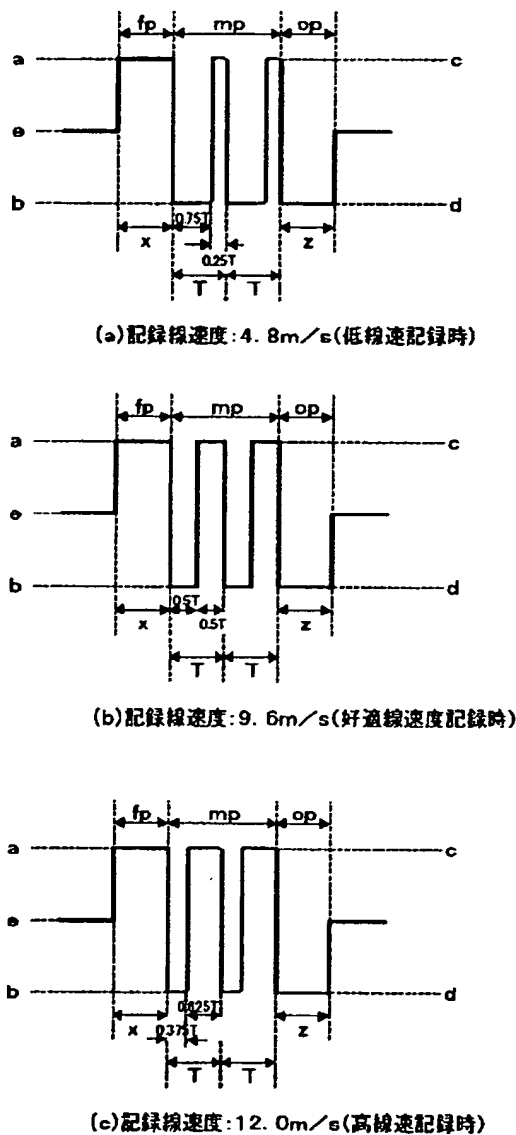 fp mp op
a c
e
b d
x 0.75T z
0.25T
T T
(a)記録線速度:4.8m/s(低線速記録時)
fp mp op
a c
e
b d
x 0.5T 0.5T z
T T
(b)記録線速度:9.6m/s(好適線速度記録時)
fp mp op
a c
e
b d
x 0.375T 0.625T z
T T
(c)記録線速度:12.0m/s(高線速記録時)